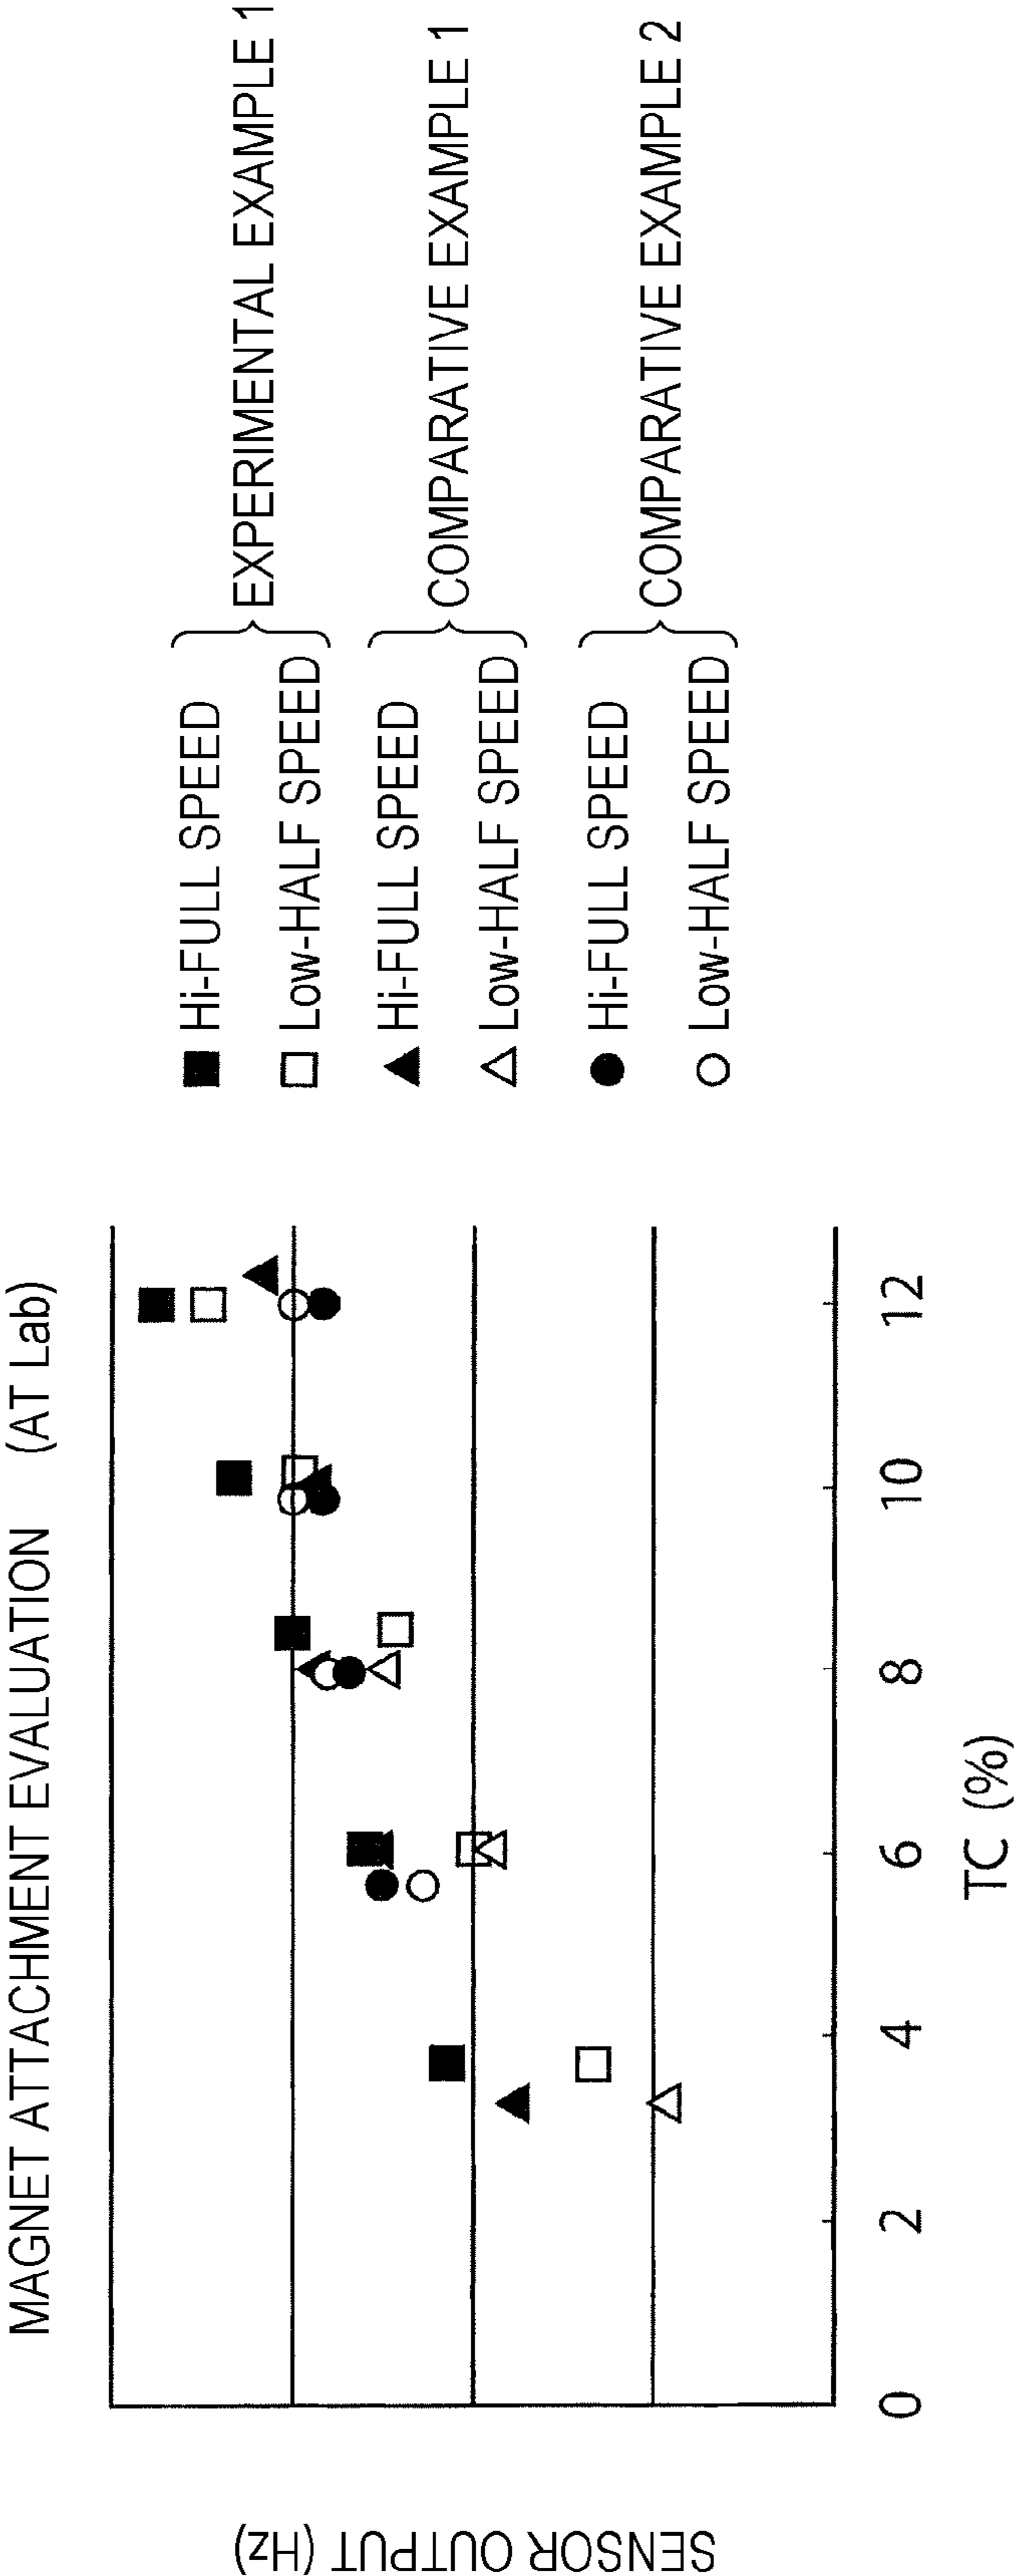 MAGNET ATTACHMENT EVALUATION (AT Lab)
SENSOR OUTPUT (Hz)
0 2 4 6 8 10 12
TC (%)
Hi-FULL SPEED
Low-HALF SPEED
EXPERIMENTAL EXAMPLE 1
Hi-FULL SPEED
Low-HALF SPEED
COMPARATIVE EXAMPLE 1
Hi-FULL SPEED
Low-HALF SPEED
COMPARATIVE EXAMPLE 2